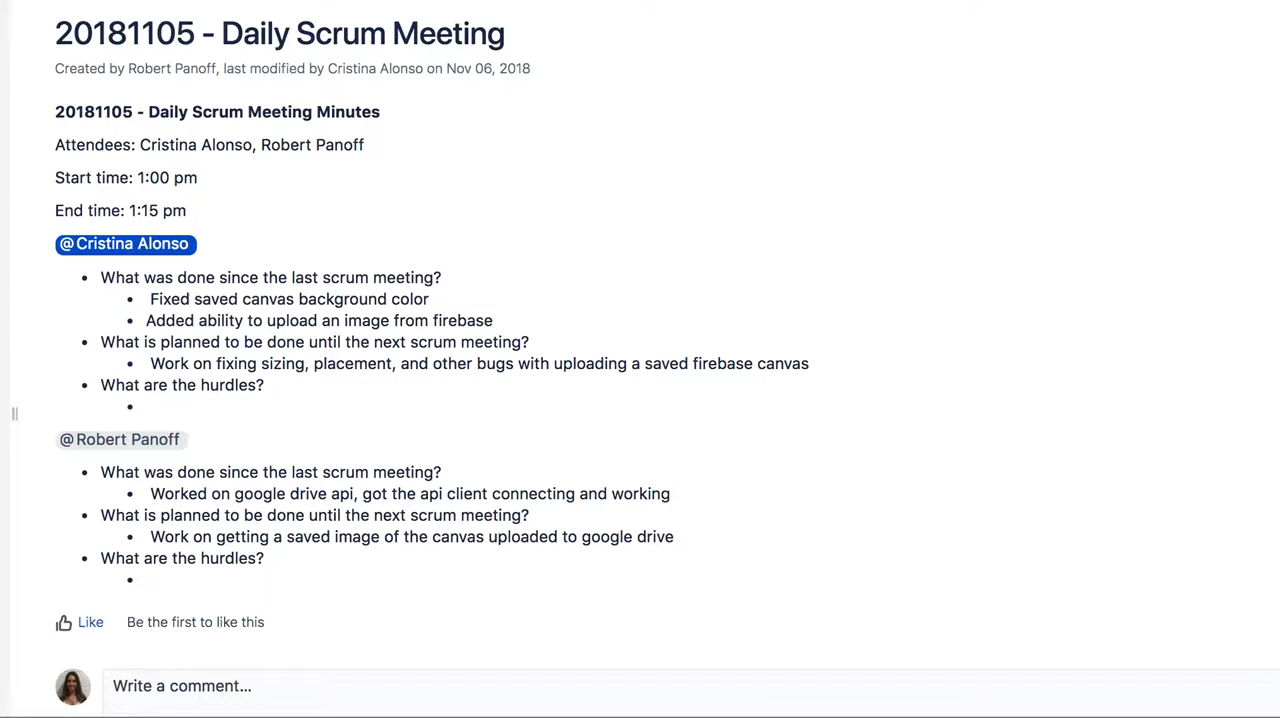 20181105 - Daily Scrum Meeting
Created by Robert Panoff, last modified by Cristina Alonso on Nov 06, 2018
20181105 - Daily Scrum Meeting Minutes
Attendees: Cristina Alonso, Robert Panoff
Start time: 1:00 pm
End time: 1:15 pm
@Cristina Alonso
• What was done since the last scrum meeting?
• Fixed saved canvas background color
• Added ability to upload an image from firebase
• What is planned to be done until the next scrum meeting?
• Work on fixing sizing, placement, and other bugs with uploading a saved firebase canvas
• What are the hurdles?
•
@Robert Panoff
• What was done since the last scrum meeting?
• Worked on google drive api, got the api client connecting and working
• What is planned to be done until the next scrum meeting?
• Work on getting a saved image of the canvas uploaded to google drive
• What are the hurdles?
•
Like Be the first to like this
Write a comment...